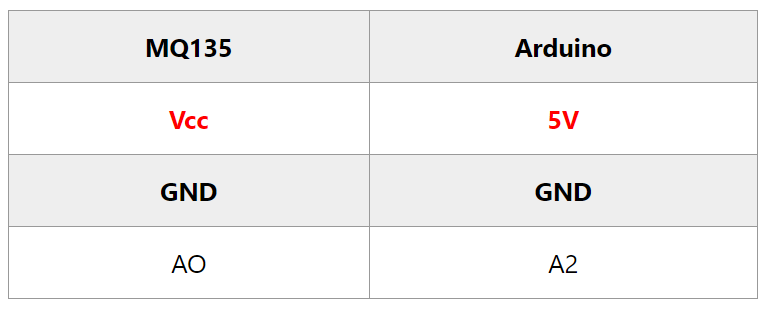 MQ135 Arduino
Vcc 5V
GND GND
AO A2